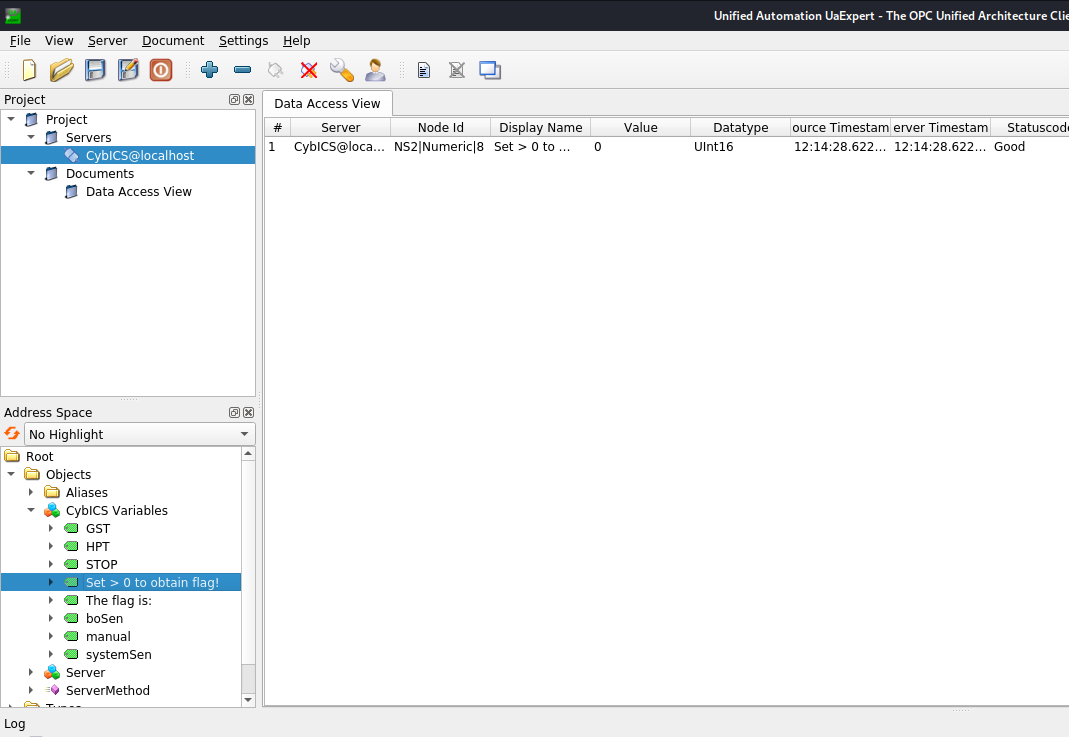 Unified Automation UaExpert - The OPC Unified Architecture Clie
File View Server Document Settings Help
Project
Project
Servers
CybICS@localhost
Documents
Data Access View
Data Access View
# Server Node Id Display Name Value Datatype ource Timestam erver Timestam Statuscode
1 CybICS@loca... NS2|Numeric|8 Set > 0 to ... 0 UInt16 12:14:28.622... 12:14:28.622... Good
Address Space
No Highlight
Root
Objects
Aliases
CybICS Variables
GST
HPT
STOP
Set > 0 to obtain flag!
The flag is:
boSen
manual
systemSen
Server
ServerMethod
Types
Log